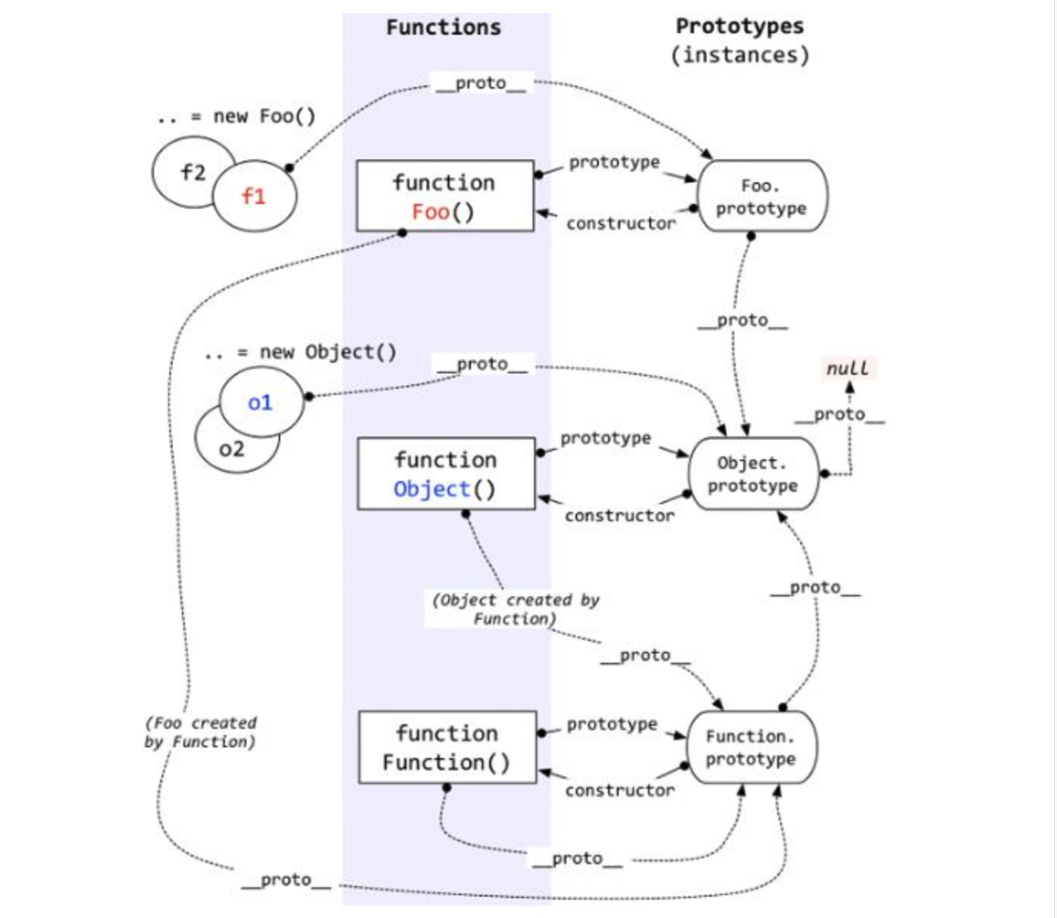 Functions
Prototypes
(instances)
__proto__
.. = new Foo()
f2
f1
function
Foo()
prototype
constructor
Foo.
prototype
__proto__
.. = new Object()
__proto__
null
__proto__
o1
o2
function
Object()
prototype
constructor
Object.
prototype
(Object created by
Function)
__proto__
__proto__
(Foo created
by Function)
function
Function()
prototype
constructor
Function.
prototype
__proto__
__proto__